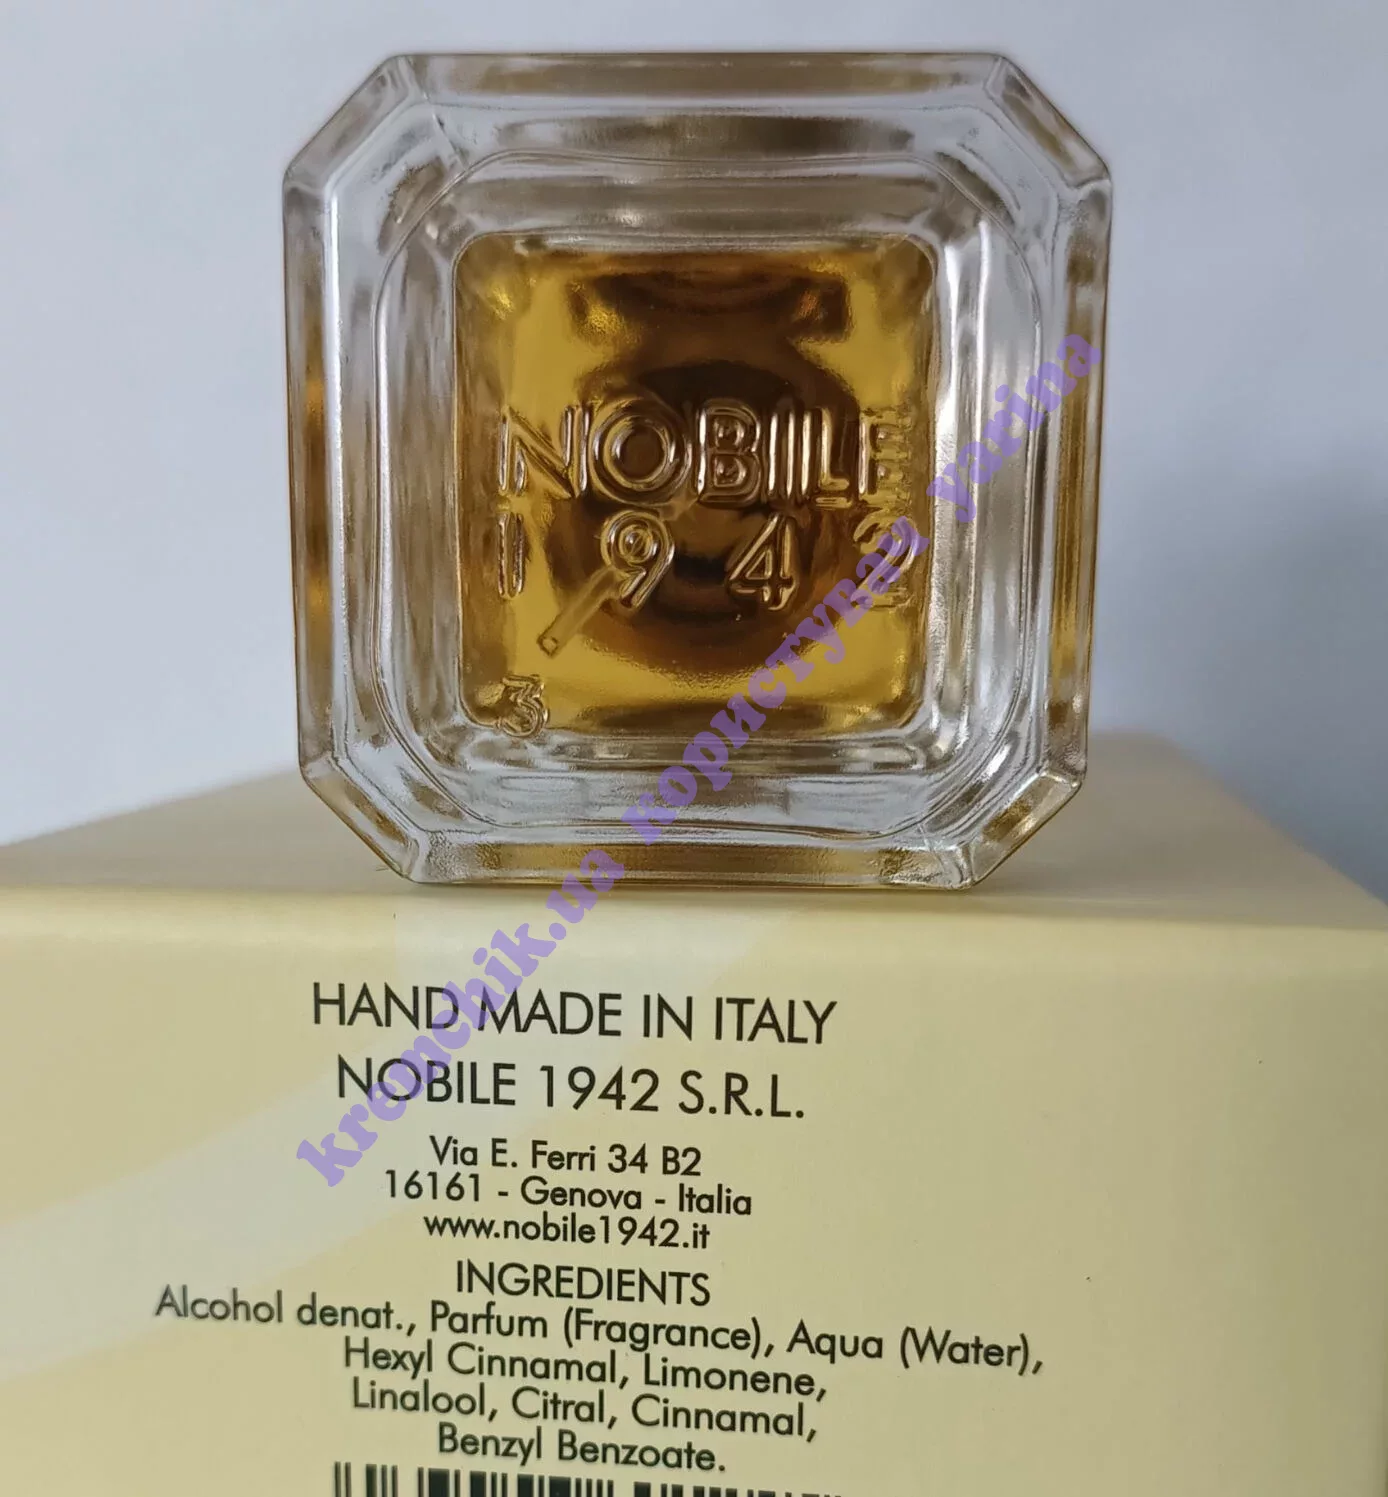 NOBILE
1942
3
kremchik.ua користувач yarina
HAND MADE IN ITALY
NOBILE 1942 S.R.L.
Via E. Ferri 34 B2
16161 - Genova - Italia
www.nobile1942.it
INGREDIENTS
Alcohol denat., Parfum (Fragrance), Aqua (Water),
Hexyl Cinnamal, Limonene,
Linalool, Citral, Cinnamal,
Benzyl Benzoate.